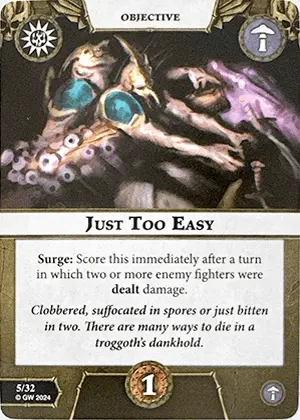 OBJECTIVE
JUST TOO EASY
Surge: Score this immediately after a turn
in which two or more enemy fighters were
dealt damage.
Clobbered, suffocated in spores or just bitten
in two. There are many ways to die in a
troggoth's dankhold.
5/32
© GW 2024
1